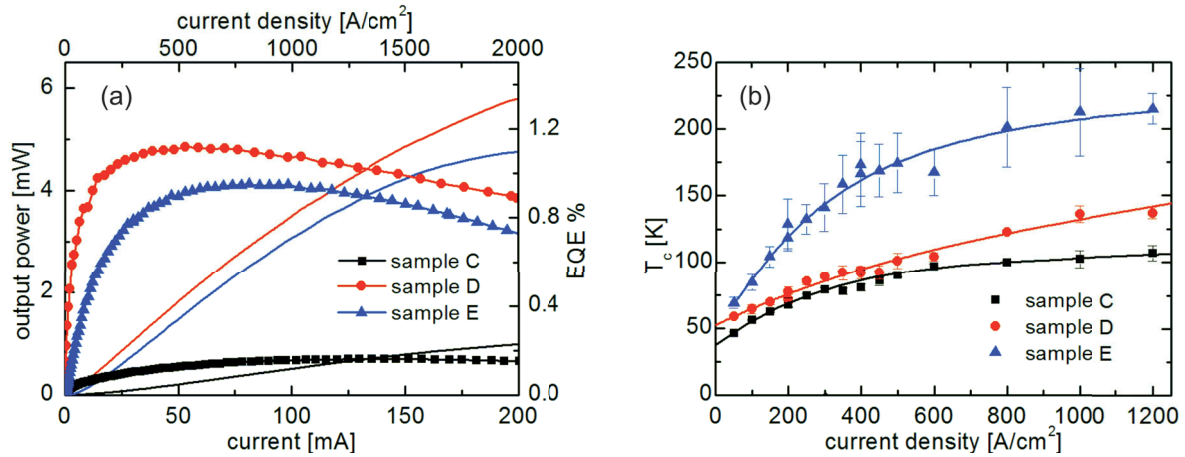 current density [A/cm²]
0 500 1000 1500 2000
(a)
output power [mW]
6
4
2
0
EQE %
1.2
0.8
0.4
0.0
sample C
sample D
sample E
0 50 100 150 200
current [mA]
(b)
T_c [K]
250
200
150
100
50
0
sample C
sample D
sample E
0 200 400 600 800 1000 1200
current density [A/cm²]